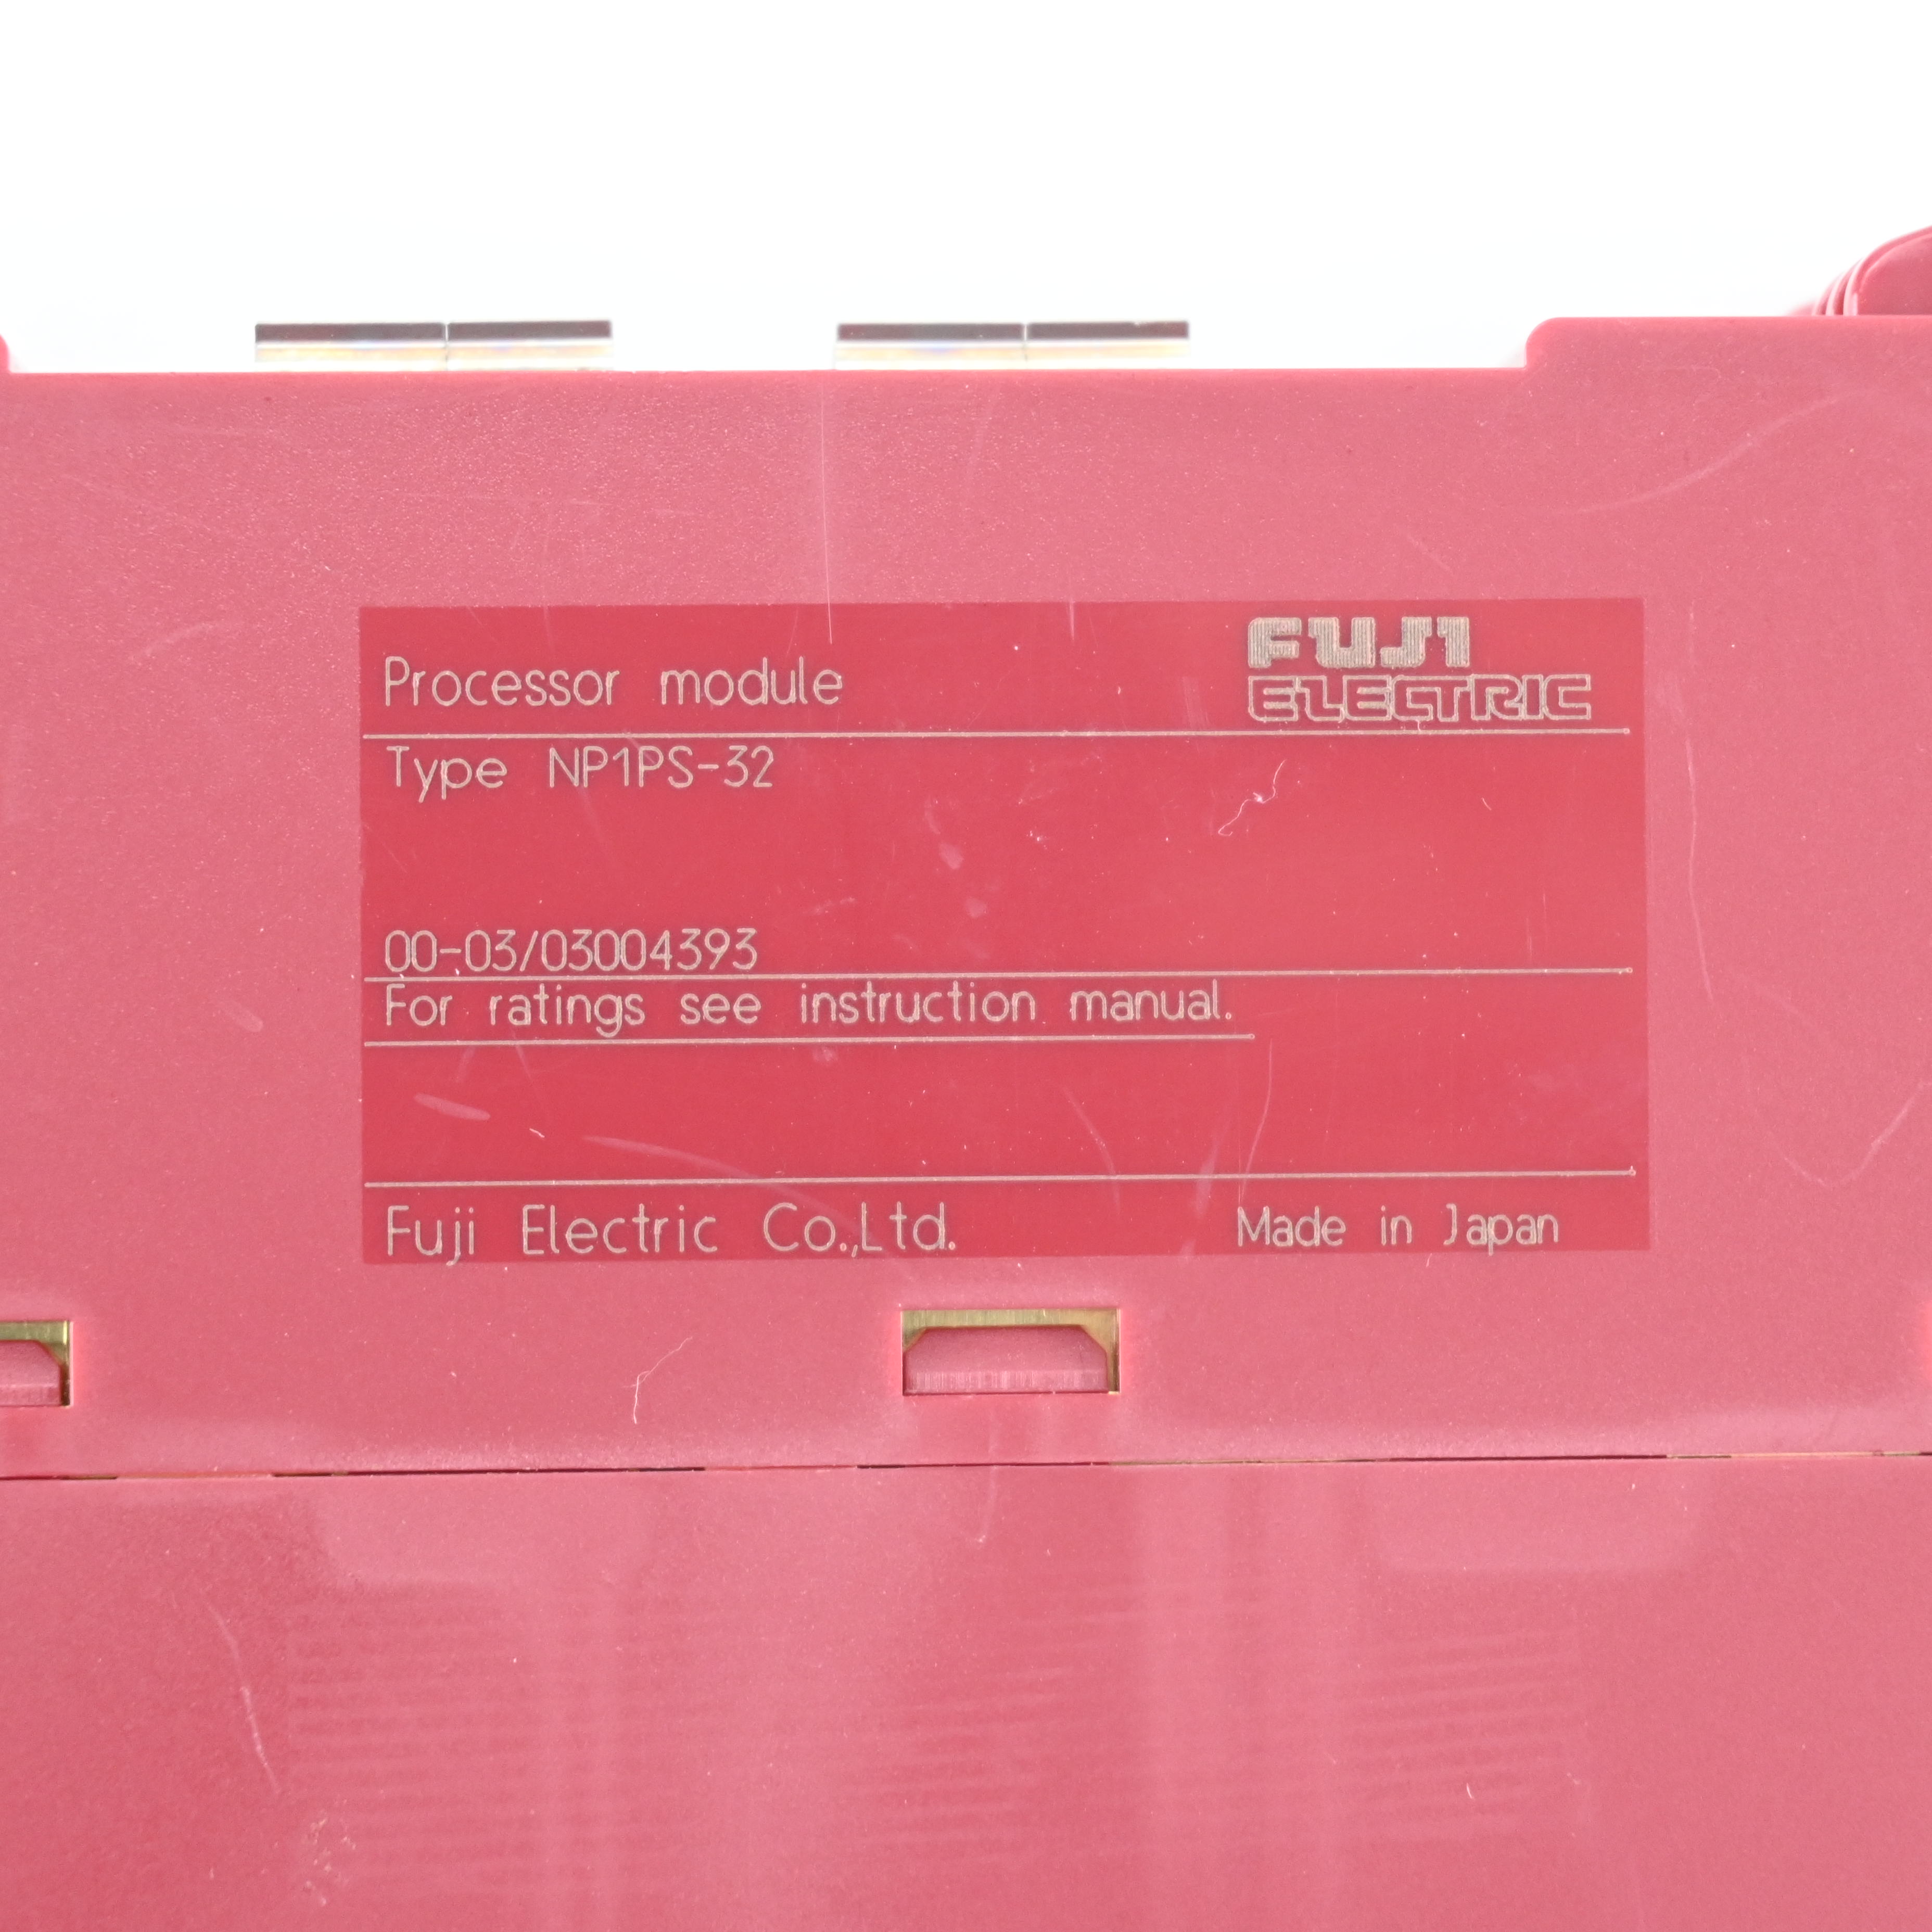 Processor module
FUJI
ELECTRIC
Type NP1PS-32
00-03/03004393
For ratings see instruction manual.
Fuji Electric Co.,Ltd.
Made in Japan